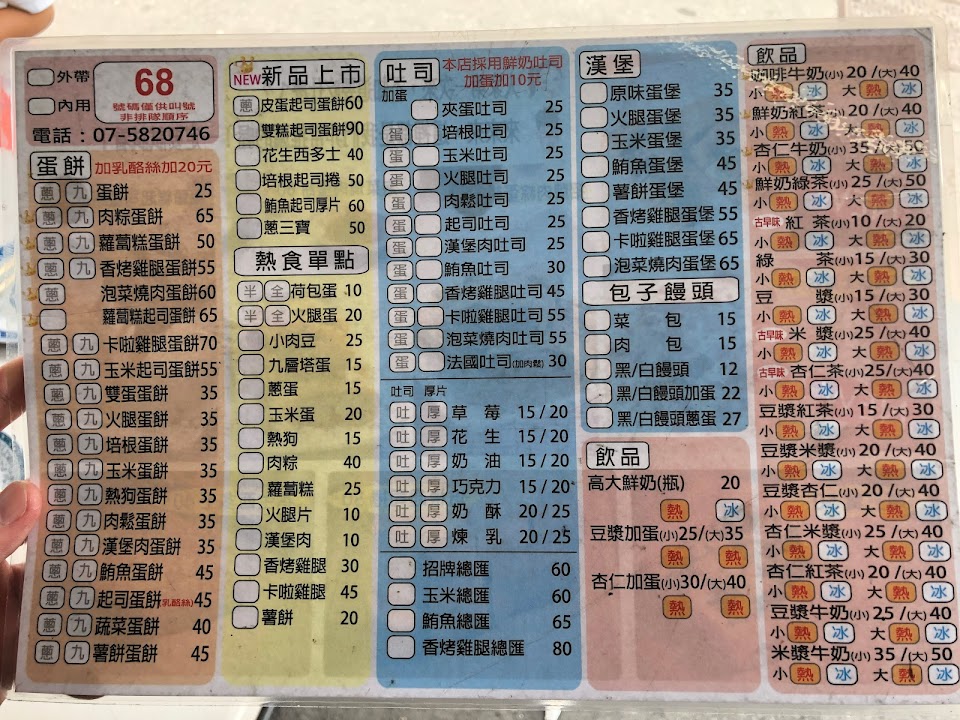 外帶
內用
68
號碼僅供叫號
非排隊順序
電話：07-5820746
蛋餅 加乳酪絲加20元
蔥 九 蛋餅 25
蔥 九 肉粽蛋餅 65
蔥 九 蘿蔔糕蛋餅 50
蔥 九 香烤雞腿蛋餅55
蔥 泡菜燒肉蛋餅60
蘿蔔糕起司蛋餅 65
蔥 九 卡啦雞腿蛋餅70
蔥 九 玉米起司蛋餅55
蔥 九 雙蛋蛋餅 35
蔥 九 火腿蛋餅 35
蔥 九 培根蛋餅 35
蔥 九 玉米蛋餅 35
蔥 九 熱狗蛋餅 35
蔥 九 肉鬆蛋餅 35
蔥 九 漢堡肉蛋餅 35
蔥 九 鮪魚蛋餅 45
蔥 九 起司蛋餅(乳酪絲)45
蔥 九 蔬菜蛋餅 40
蔥 九 薯餅蛋餅 45
NEW新品上市
蔥 皮蛋起司蛋餅60
雙糕起司蛋餅90
花生西多士 40
培根起司捲 50
鮪魚起司厚片 60
蔥三寶 50
熱食單點
半 全 荷包蛋 10
半 全 火腿蛋 20
小肉豆 25
九層塔蛋 15
蔥蛋 15
玉米蛋 20
熱狗 15
肉粽 40
蘿蔔糕 25
火腿片 10
漢堡肉 10
香烤雞腿 30
卡啦雞腿 45
薯餅 20
吐司 本店採用鮮奶吐司
加蛋加10元
加蛋
夾蛋吐司 25
蛋 培根吐司 25
蛋 玉米吐司 25
蛋 火腿吐司 25
蛋 肉鬆吐司 25
蛋 起司吐司 25
蛋 漢堡肉吐司 25
蛋 鮪魚吐司 30
蛋 香烤雞腿吐司 45
蛋 卡啦雞腿吐司 55
蛋 泡菜燒肉吐司 55
蛋 法國吐司(加肉鬆) 30
吐司 厚片
吐 厚 草莓 15/20
吐 厚 花生 15/20
吐 厚 奶油 15/20
吐 厚 巧克力 15/20
吐 厚 奶酥 20/25
吐 厚 煉乳 20/25
招牌總匯 60
玉米總匯 60
鮪魚總匯 65
香烤雞腿總匯 80
漢堡
原味蛋堡 35
火腿蛋堡 35
玉米蛋堡 35
鮪魚蛋堡 45
薯餅蛋堡 45
香烤雞腿蛋堡 55
卡啦雞腿蛋堡 65
泡菜燒肉蛋堡 65
包子饅頭
菜包 15
肉包 15
黑/白饅頭 12
黑/白饅頭加蛋 22
黑/白饅頭蔥蛋 27
飲品
高大鮮奶(瓶) 20
熱 冰
豆漿加蛋(小)25/(大)35
熱 熱
杏仁加蛋(小)30/(大)40
熱 熱
飲品
咖啡牛奶(小)20/(大)40
小 熱 冰 大 熱 冰
鮮奶紅茶(小)20/(大)40
小 熱 冰 大 熱 冰
杏仁牛奶(小)35/(大)50
小 熱 冰 大 熱 冰
鮮奶綠茶(小)25/(大)50
小 熱 冰 大 熱 冰
古早味 紅茶(小)10/(大)20
小 熱 冰 大 熱 冰
綠茶(小)15/(大)30
小 熱 冰 大 熱 冰
豆漿(小)15/(大)30
小 熱 冰 大 熱 冰
古早味 米漿(小)25/(大)40
小 熱 冰 大 熱 冰
古早味 杏仁茶(小)25/(大)40
小 熱 冰 大 熱 冰
豆漿紅茶(小)15/(大)30
小 熱 冰 大 熱 冰
豆漿米漿(小)20/(大)40
小 熱 冰 大 熱 冰
豆漿杏仁(小)20/(大)40
小 熱 冰 大 熱 冰
杏仁米漿(小)25/(大)40
小 熱 冰 大 熱 冰
杏仁紅茶(小)20/(大)40
小 熱 冰 大 熱 冰
豆漿牛奶(小)25/(大)40
小 熱 冰 大 熱 冰
米漿牛奶(小)35/(大)50
小 熱 冰 大 熱 冰